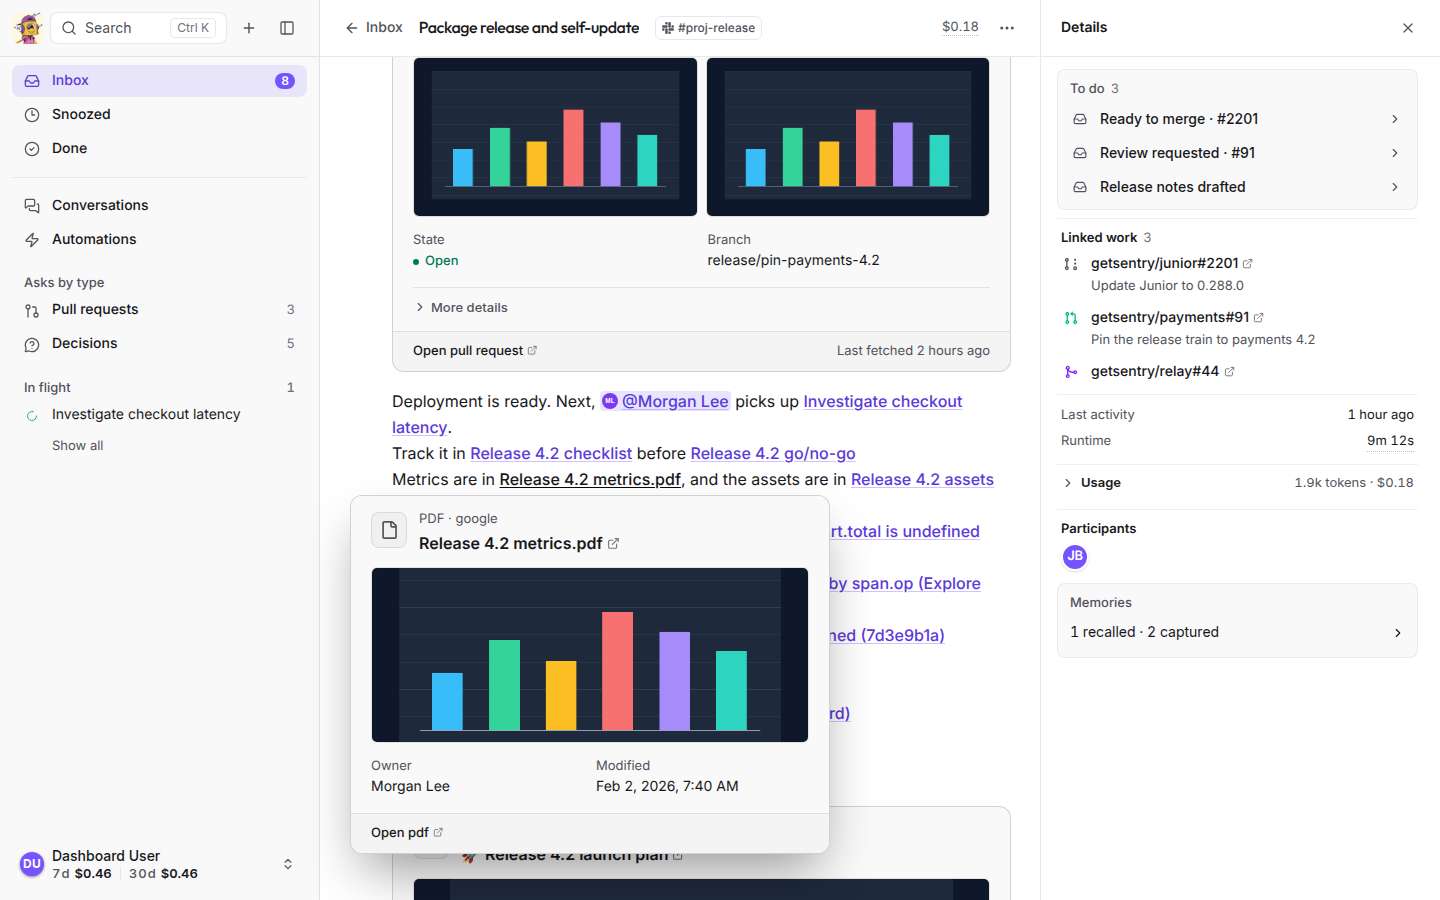 Search
Ctrl K
Inbox
8
Snoozed
Done
Conversations
Automations
Asks by type
Pull requests
3
Decisions
5
In flight
1
Investigate checkout latency
Show all
DU
Dashboard User
7d $0.46
30d $0.46
Inbox
Package release and self-update
#proj-release
$0.18
State
Open
Branch
release/pin-payments-4.2
More details
Open pull request
Last fetched 2 hours ago
Deployment is ready. Next, ML @Morgan Lee picks up Investigate checkout
latency.
Track it in Release 4.2 checklist before Release 4.2 go/no-go
Metrics are in Release 4.2 metrics.pdf, and the assets are in Release 4.2 assets
rt.total is undefined
by span.op (Explore
ned (7d3e9b1a)
rd)
PDF · google
Release 4.2 metrics.pdf
Owner
Morgan Lee
Modified
Feb 2, 2026, 7:40 AM
Open pdf
Release 4.2 launch plan
Details
To do 3
Ready to merge · #2201
Review requested · #91
Release notes drafted
Linked work 3
getsentry/junior#2201
Update Junior to 0.288.0
getsentry/payments#91
Pin the release train to payments 4.2
getsentry/relay#44
Last activity
1 hour ago
Runtime
9m 12s
Usage
1.9k tokens · $0.18
Participants
JB
Memories
1 recalled · 2 captured